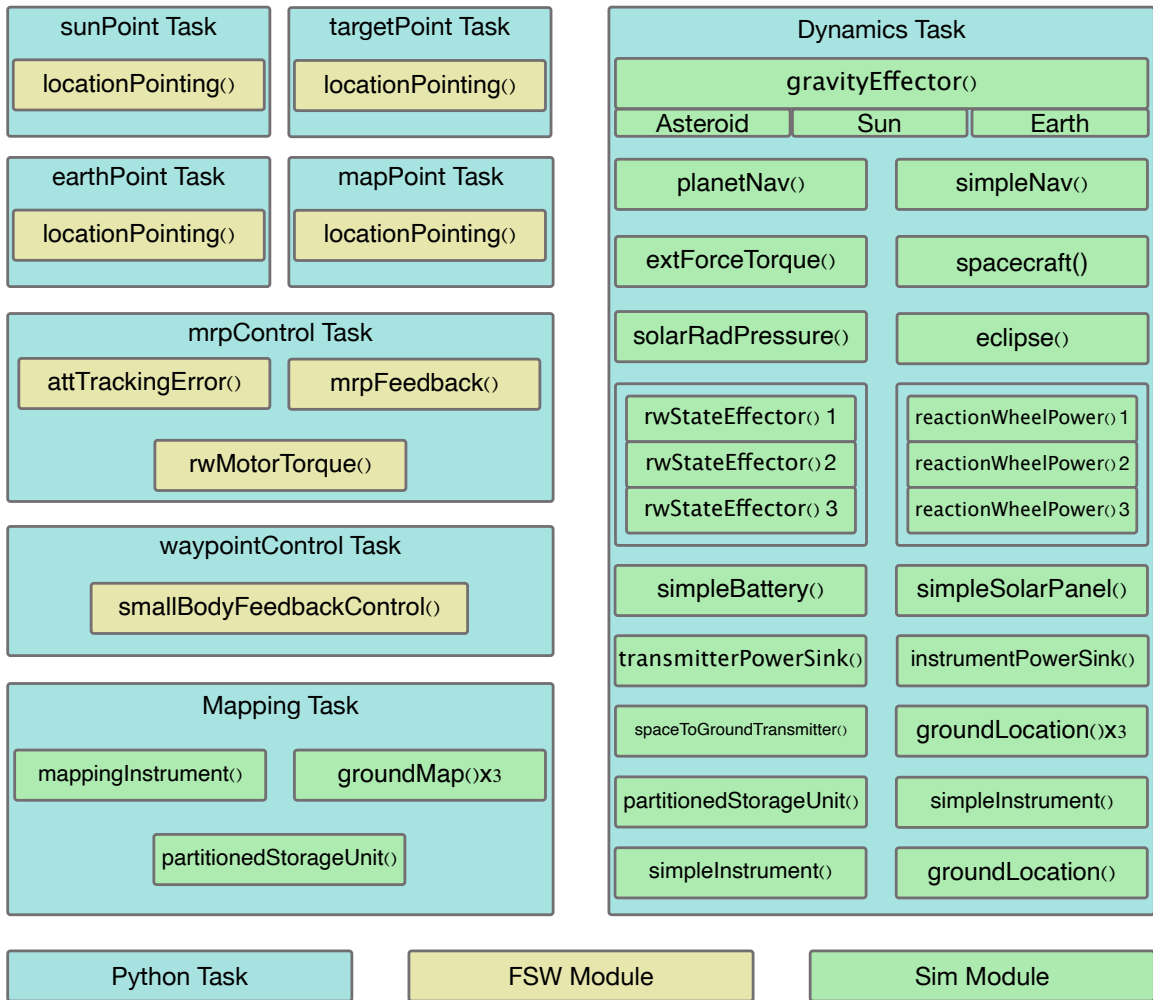 sunPoint Task
locationPointing()
targetPoint Task
locationPointing()
earthPoint Task
locationPointing()
mapPoint Task
locationPointing()
mrpControl Task
attTrackingError()
mrpFeedback()
rwMotorTorque()
waypointControl Task
smallBodyFeedbackControl()
Mapping Task
mappingInstrument()
groundMap()x3
partitionedStorageUnit()
Dynamics Task
gravityEffector()
Asteroid
Sun
Earth
planetNav()
simpleNav()
extForceTorque()
spacecraft()
solarRadPressure()
eclipse()
rwStateEffector() 1
rwStateEffector() 2
rwStateEffector() 3
reactionWheelPower() 1
reactionWheelPower() 2
reactionWheelPower() 3
simpleBattery()
simpleSolarPanel()
transmitterPowerSink()
instrumentPowerSink()
spaceToGroundTransmitter()
groundLocation()x3
partitionedStorageUnit()
simpleInstrument()
simpleInstrument()
groundLocation()
Python Task
FSW Module
Sim Module